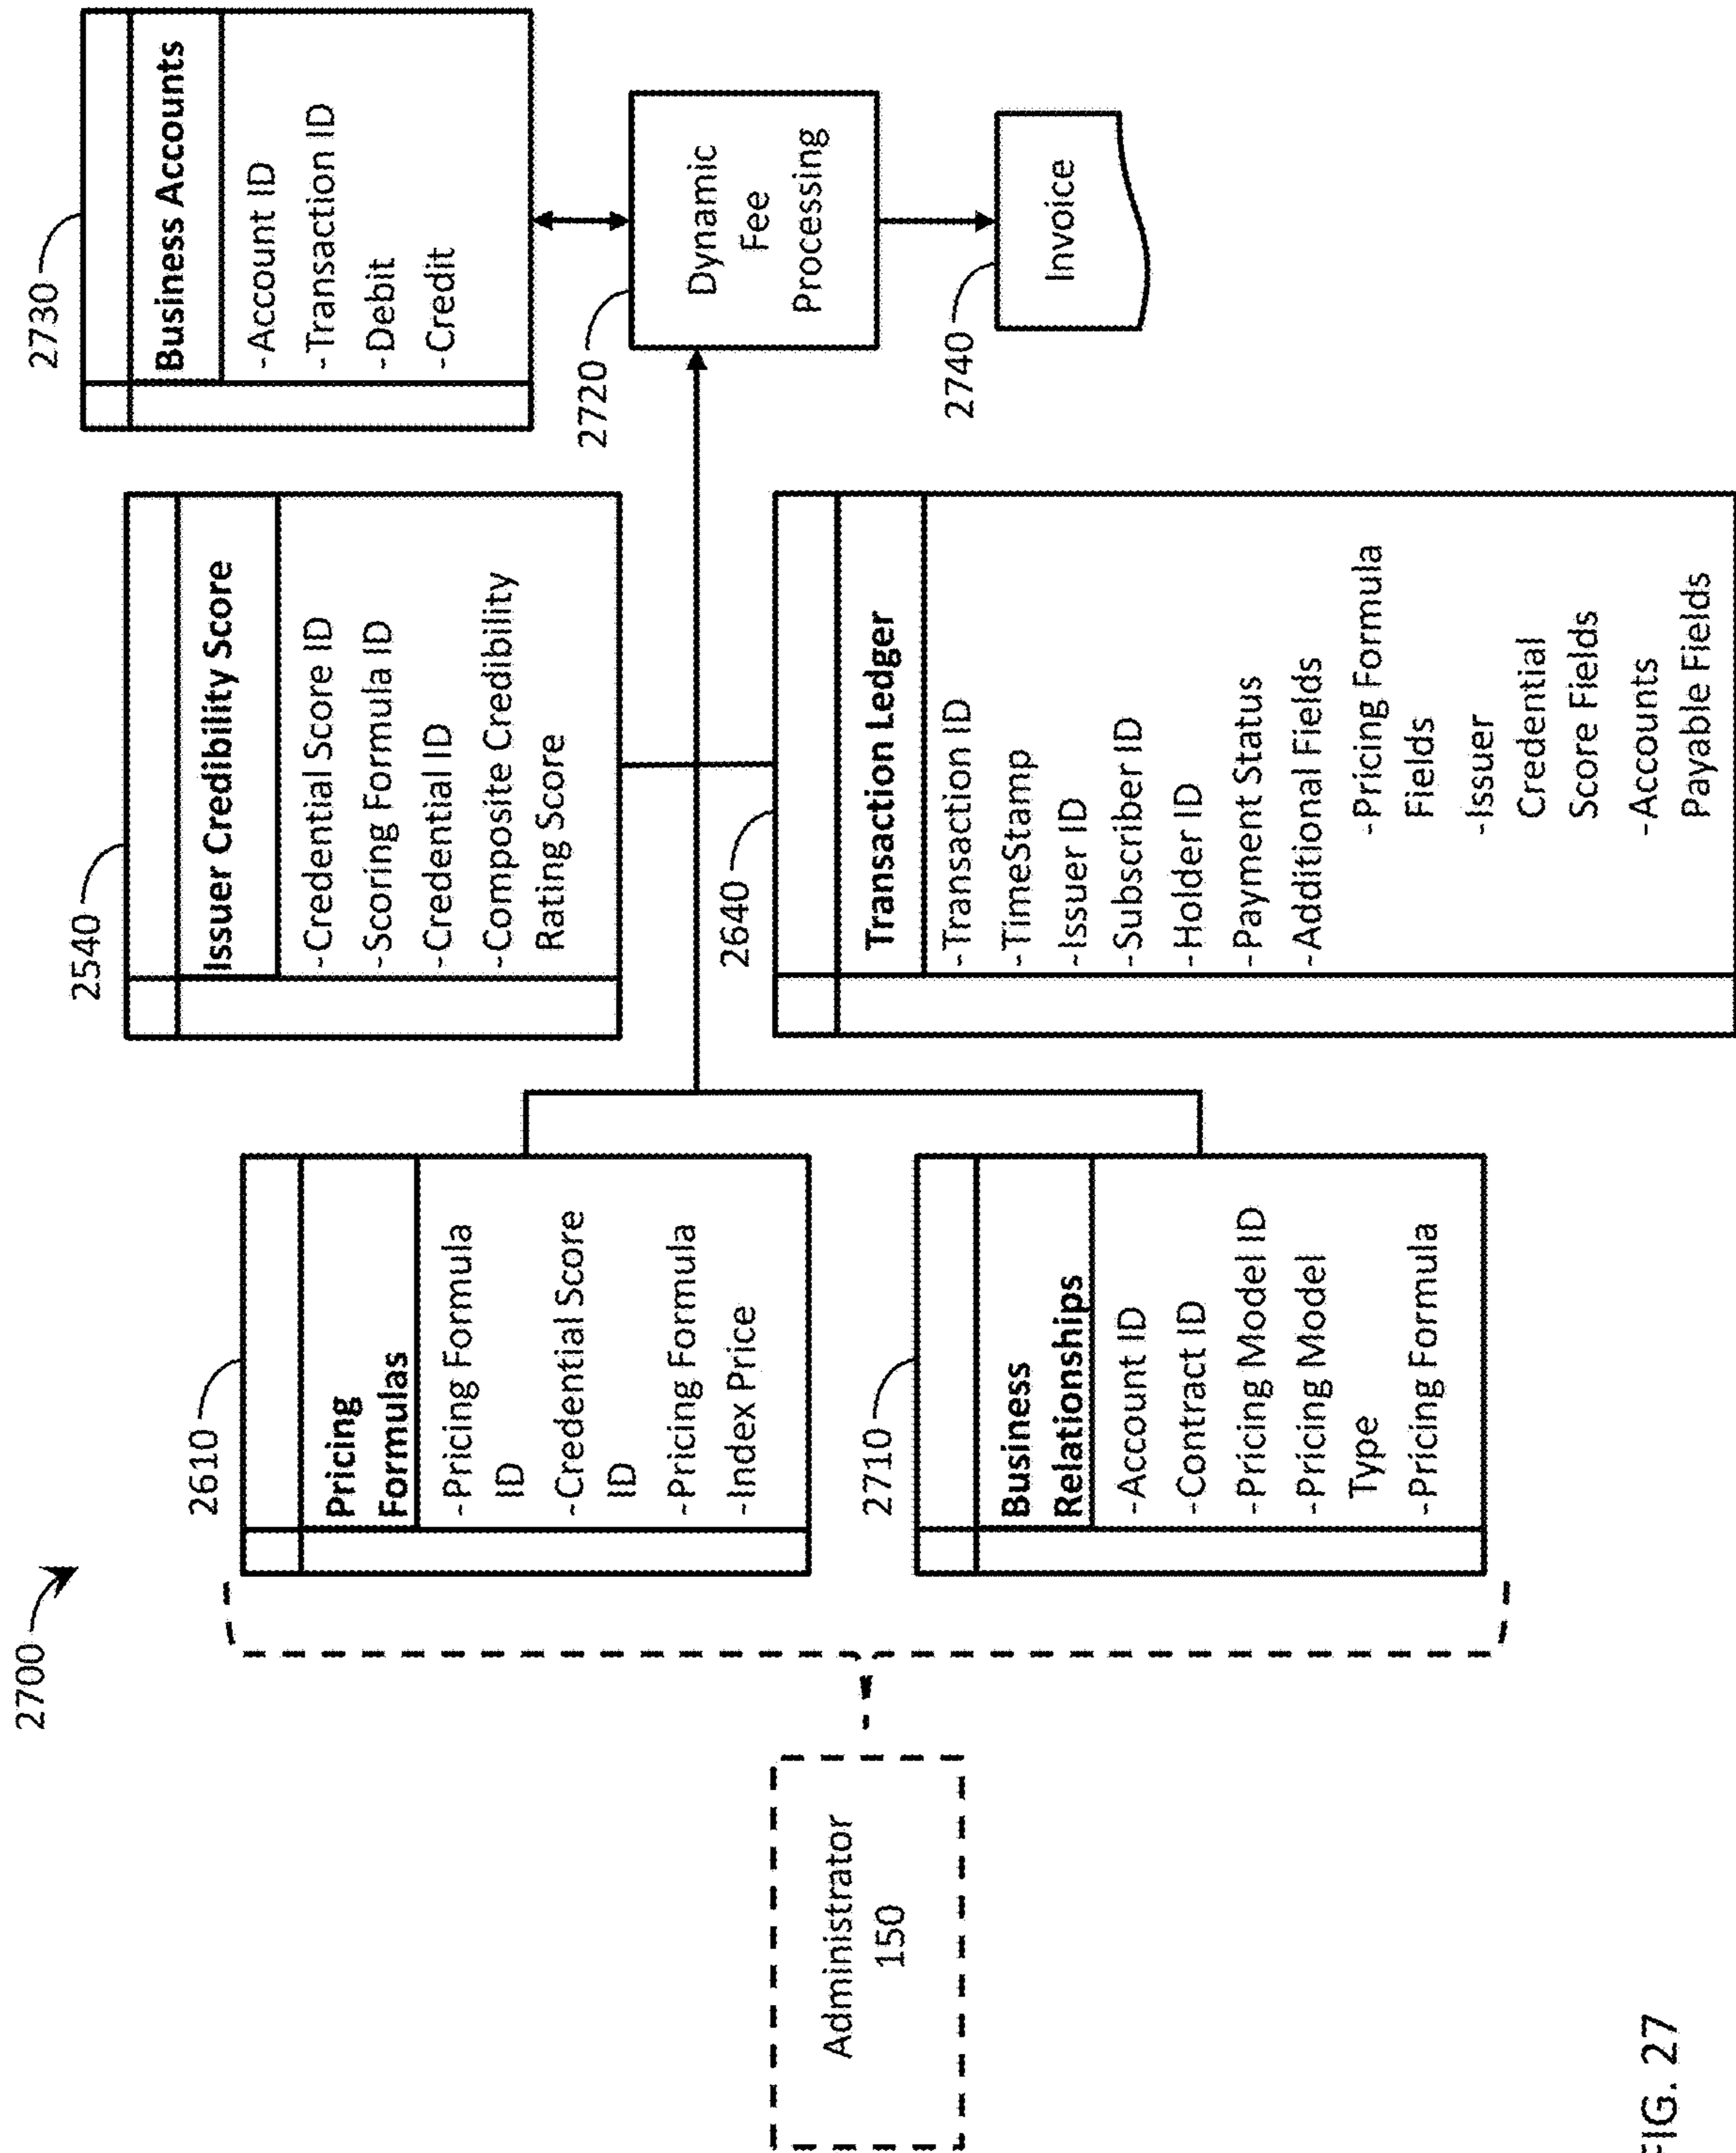 2700
Administrator
150
2610
Pricing
Formulas
-Pricing Formula
ID
-Credential Score
ID
-Pricing Formula
-Index Price
2710
Business
Relationships
-Account ID
-Contract ID
-Pricing Model ID
-Pricing Model
Type
-Pricing Formula
2540
Issuer Credibility Score
-Credential Score ID
-Scoring Formula ID
-Credential ID
-Composite Credibility
Rating Score
2640
Transaction Ledger
-Transaction ID
-TimeStamp
-Issuer ID
-Subscriber ID
-Holder ID
-Payment Status
-Additional Fields
-Pricing Formula
Fields
-Issuer
Credential
Score Fields
-Accounts
Payable Fields
2730
Business Accounts
-Account ID
-Transaction ID
-Debit
-Credit
2720
Dynamic
Fee
Processing
2740
Invoice
FIG. 27